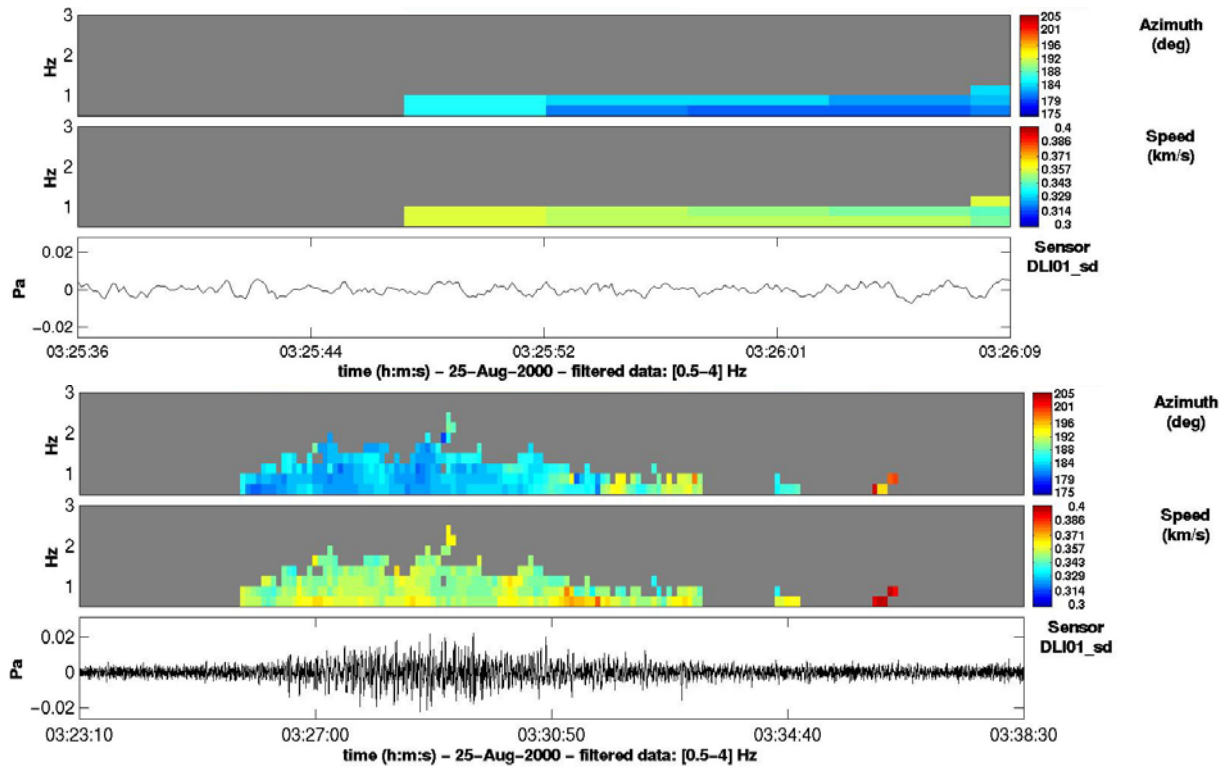 3
2
1
Hz
205
201
196
192
188
184
179
175
Azimuth
(deg)
3
2
1
Hz
0.4
0.386
0.371
0.357
0.343
0.329
0.314
0.3
Speed
(km/s)
0.02
0
−0.02
Pa
Sensor
DLI01_sd
03:25:36 03:25:44 03:25:52 03:26:01 03:26:09
time (h:m:s) − 25−Aug−2000 − filtered data: [0.5−4] Hz
3
2
1
Hz
205
201
196
192
188
184
179
175
Azimuth
(deg)
3
2
1
Hz
0.4
0.386
0.371
0.357
0.343
0.329
0.314
0.3
Speed
(km/s)
0.02
0
−0.02
Pa
Sensor
DLI01_sd
03:23:10 03:27:00 03:30:50 03:34:40 03:38:30
time (h:m:s) − 25−Aug−2000 − filtered data: [0.5−4] Hz